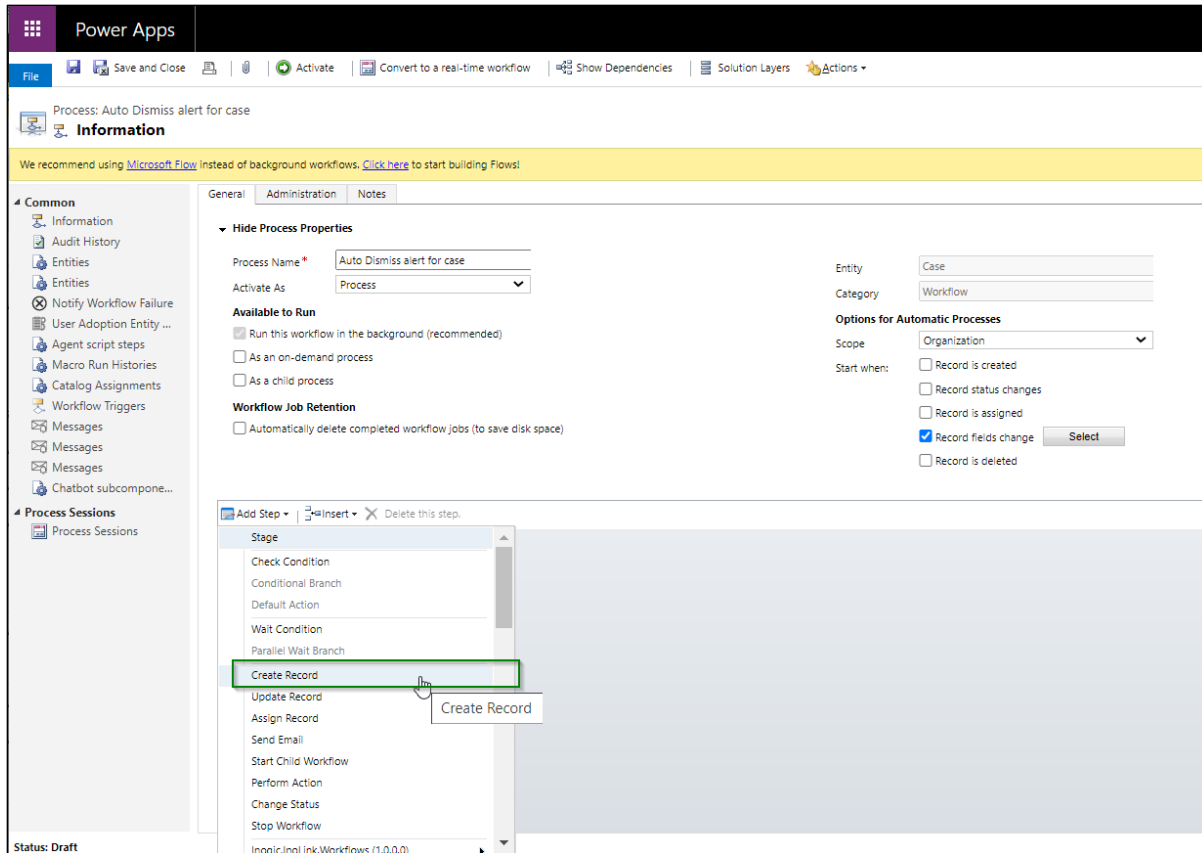 Power Apps
File
Save and Close
Activate
Convert to a real-time workflow
Show Dependencies
Solution Layers
Actions
Process: Auto Dismiss alert for case
Information
We recommend using Microsoft Flow instead of background workflows. Click here to start building Flows!
Common
Information
Audit History
Entities
Entities
Notify Workflow Failure
User Adoption Entity ...
Agent script steps
Macro Run Histories
Catalog Assignments
Workflow Triggers
Messages
Messages
Messages
Chatbot subcompone...
Process Sessions
Process Sessions
General Administration Notes
Hide Process Properties
Process Name* Auto Dismiss alert for case
Activate As Process
Available to Run
Run this workflow in the background (recommended)
As an on-demand process
As a child process
Workflow Job Retention
Automatically delete completed workflow jobs (to save disk space)
Entity Case
Category Workflow
Options for Automatic Processes
Scope Organization
Start when: Record is created
Record status changes
Record is assigned
Record fields change Select
Record is deleted
Add Step Insert Delete this step.
Stage
Check Condition
Conditional Branch
Default Action
Wait Condition
Parallel Wait Branch
Create Record
Update Record
Create Record
Assign Record
Send Email
Start Child Workflow
Perform Action
Change Status
Stop Workflow
Inogic.InoLink.Workflows (1.0.0.0)
Status: Draft